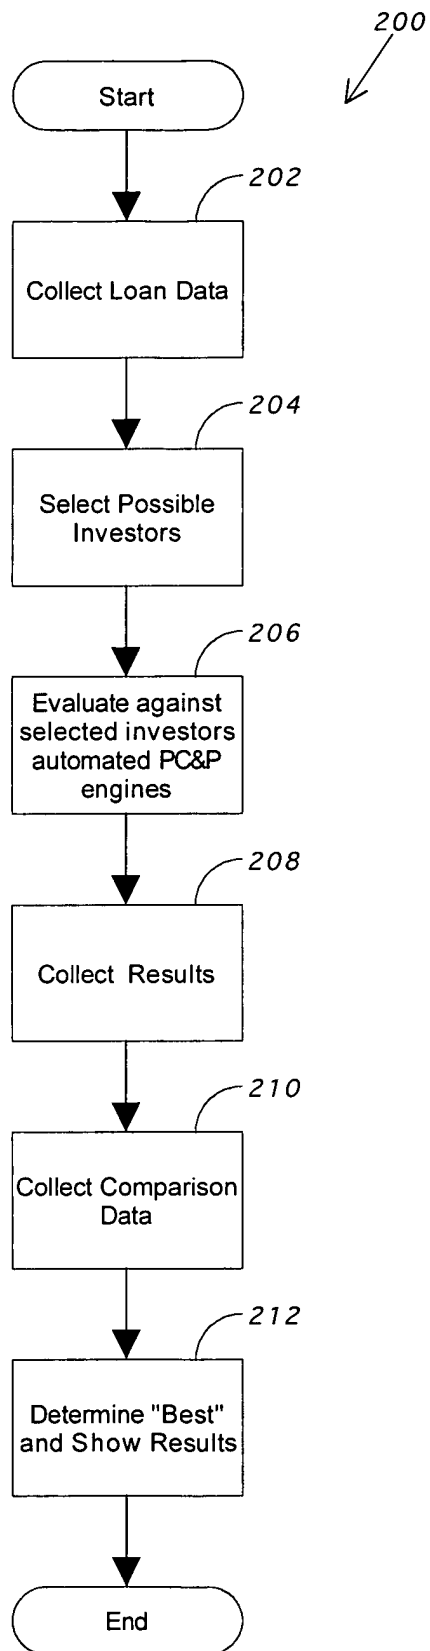 200
Start
202
Collect Loan Data
204
Select Possible
Investors
206
Evaluate against
selected investors
automated PC&P
engines
208
Collect Results
210
Collect Comparison
Data
212
Determine "Best"
and Show Results
End